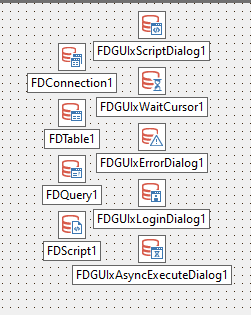 FDGUIxScriptDialog1
FDConnection1
FDGUIxWaitCursor1
FDTable1
FDGUIxErrorDialog1
FDQuery1
FDGUIxLoginDialog1
FDScript1
FDGUIxAsyncExecuteDialog1